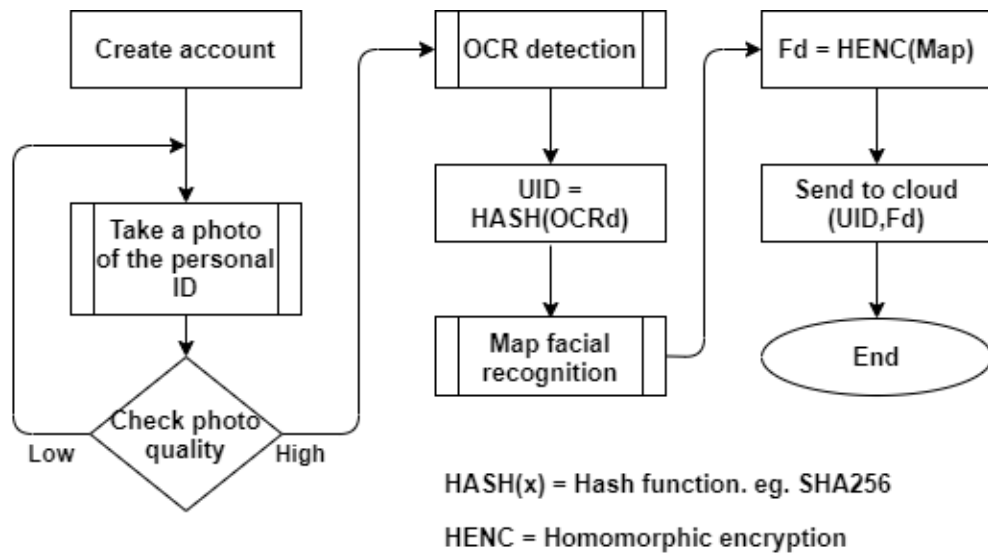 Create account
Take a photo
of the personal
ID
Check photo
quality
Low
High
OCR detection
UID =
HASH(OCRd)
Map facial
recognition
Fd = HENC(Map)
Send to cloud
(UID,Fd)
End
HASH(x) = Hash function. eg. SHA256
HENC = Homomorphic encryption